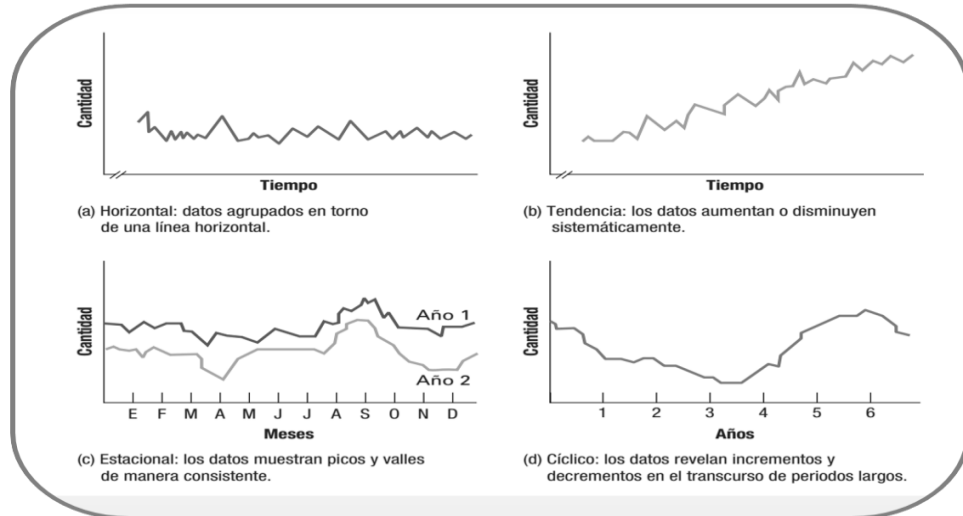 Cantidad
Tiempo
(a) Horizontal: datos agrupados en torno
de una línea horizontal.
Cantidad
Tiempo
(b) Tendencia: los datos aumentan o disminuyen
sistemáticamente.
Cantidad
Año 1
Año 2
E F M A M J J A S O N D
Meses
(c) Estacional: los datos muestran picos y valles
de manera consistente.
Cantidad
1 2 3 4 5 6
Años
(d) Cíclico: los datos revelan incrementos y
decrementos en el transcurso de periodos largos.